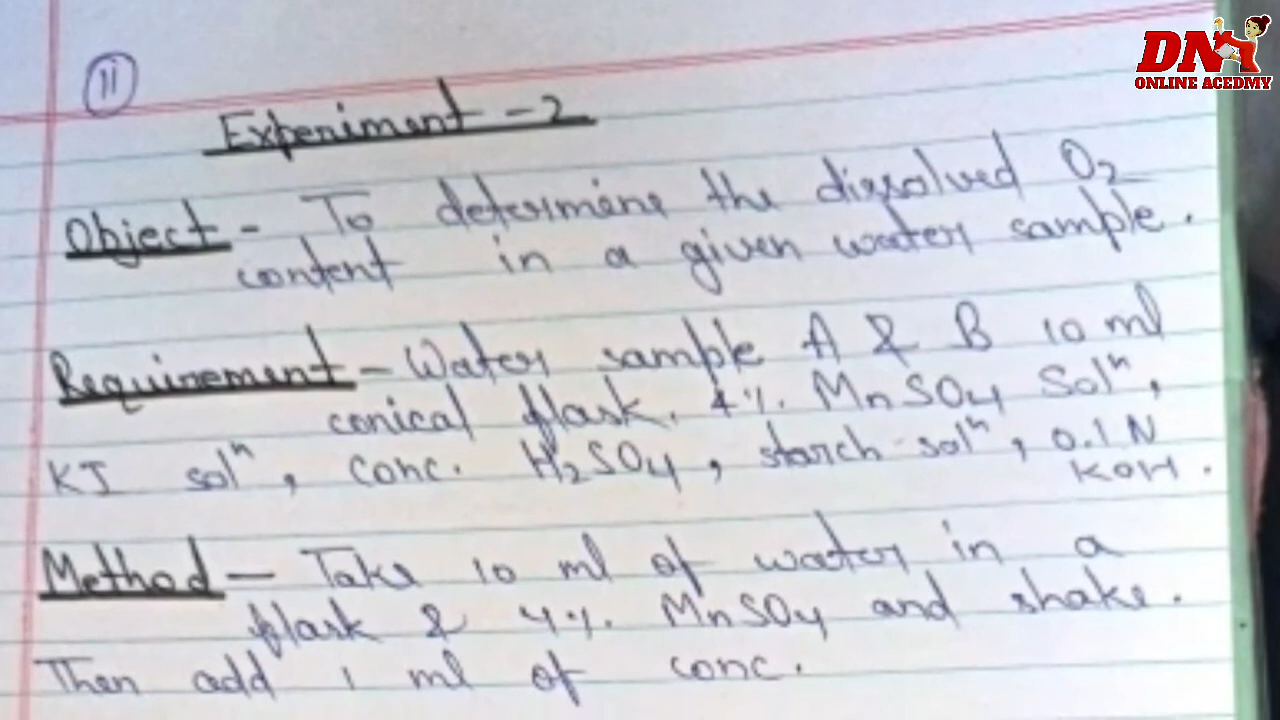 11
DNA
ONLINE ACEDMY
Experiment - 2
Object - To determine the dissolved O2
content in a given water sample.
Requirement - Water sample A & B 10 ml
conical flask. 4%. MnSO4 Solⁿ,
KI solⁿ, conc. H2SO4, starch solⁿ, 0.1 N
KOH.
Method - Take 10 ml of water in a
flask & 4%. MnSO4 and shake.
Then add 1 ml of conc.